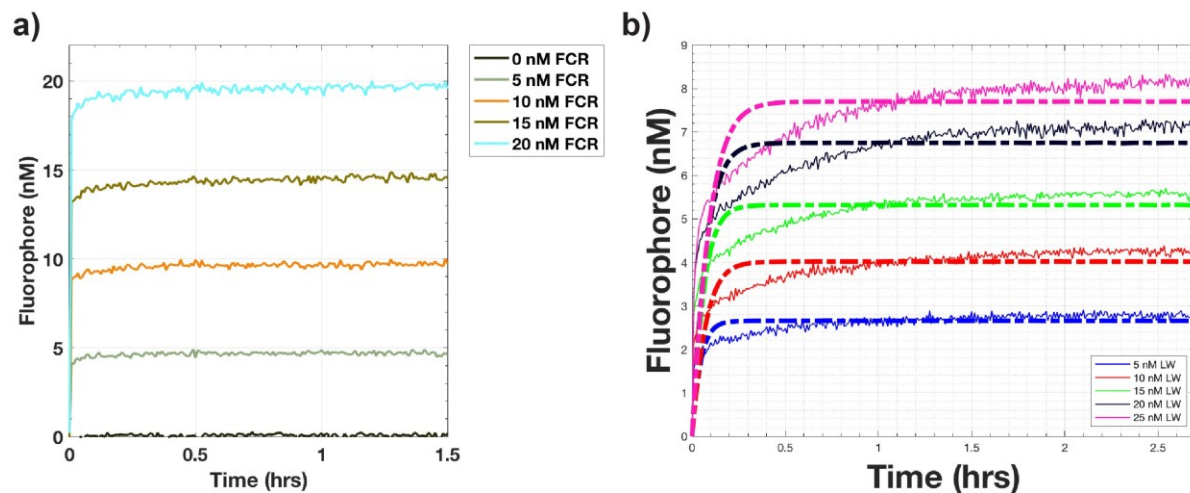 a)
20
15
10
5
0
Fluorophore (nM)
0
0.5
1
1.5
Time (hrs)
0 nM FCR
5 nM FCR
10 nM FCR
15 nM FCR
20 nM FCR
b)
9
8
7
6
5
4
3
2
1
0
Fluorophore (nM)
0
0.5
1
1.5
2
2.5
Time (hrs)
5 nM LW
10 nM LW
15 nM LW
20 nM LW
25 nM LW